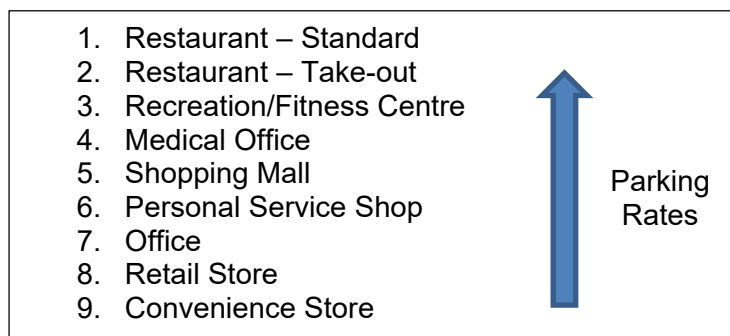 1. Restaurant – Standard
2. Restaurant – Take-out
3. Recreation/Fitness Centre
4. Medical Office
5. Shopping Mall
6. Personal Service Shop
7. Office
8. Retail Store
9. Convenience Store
Parking
Rates